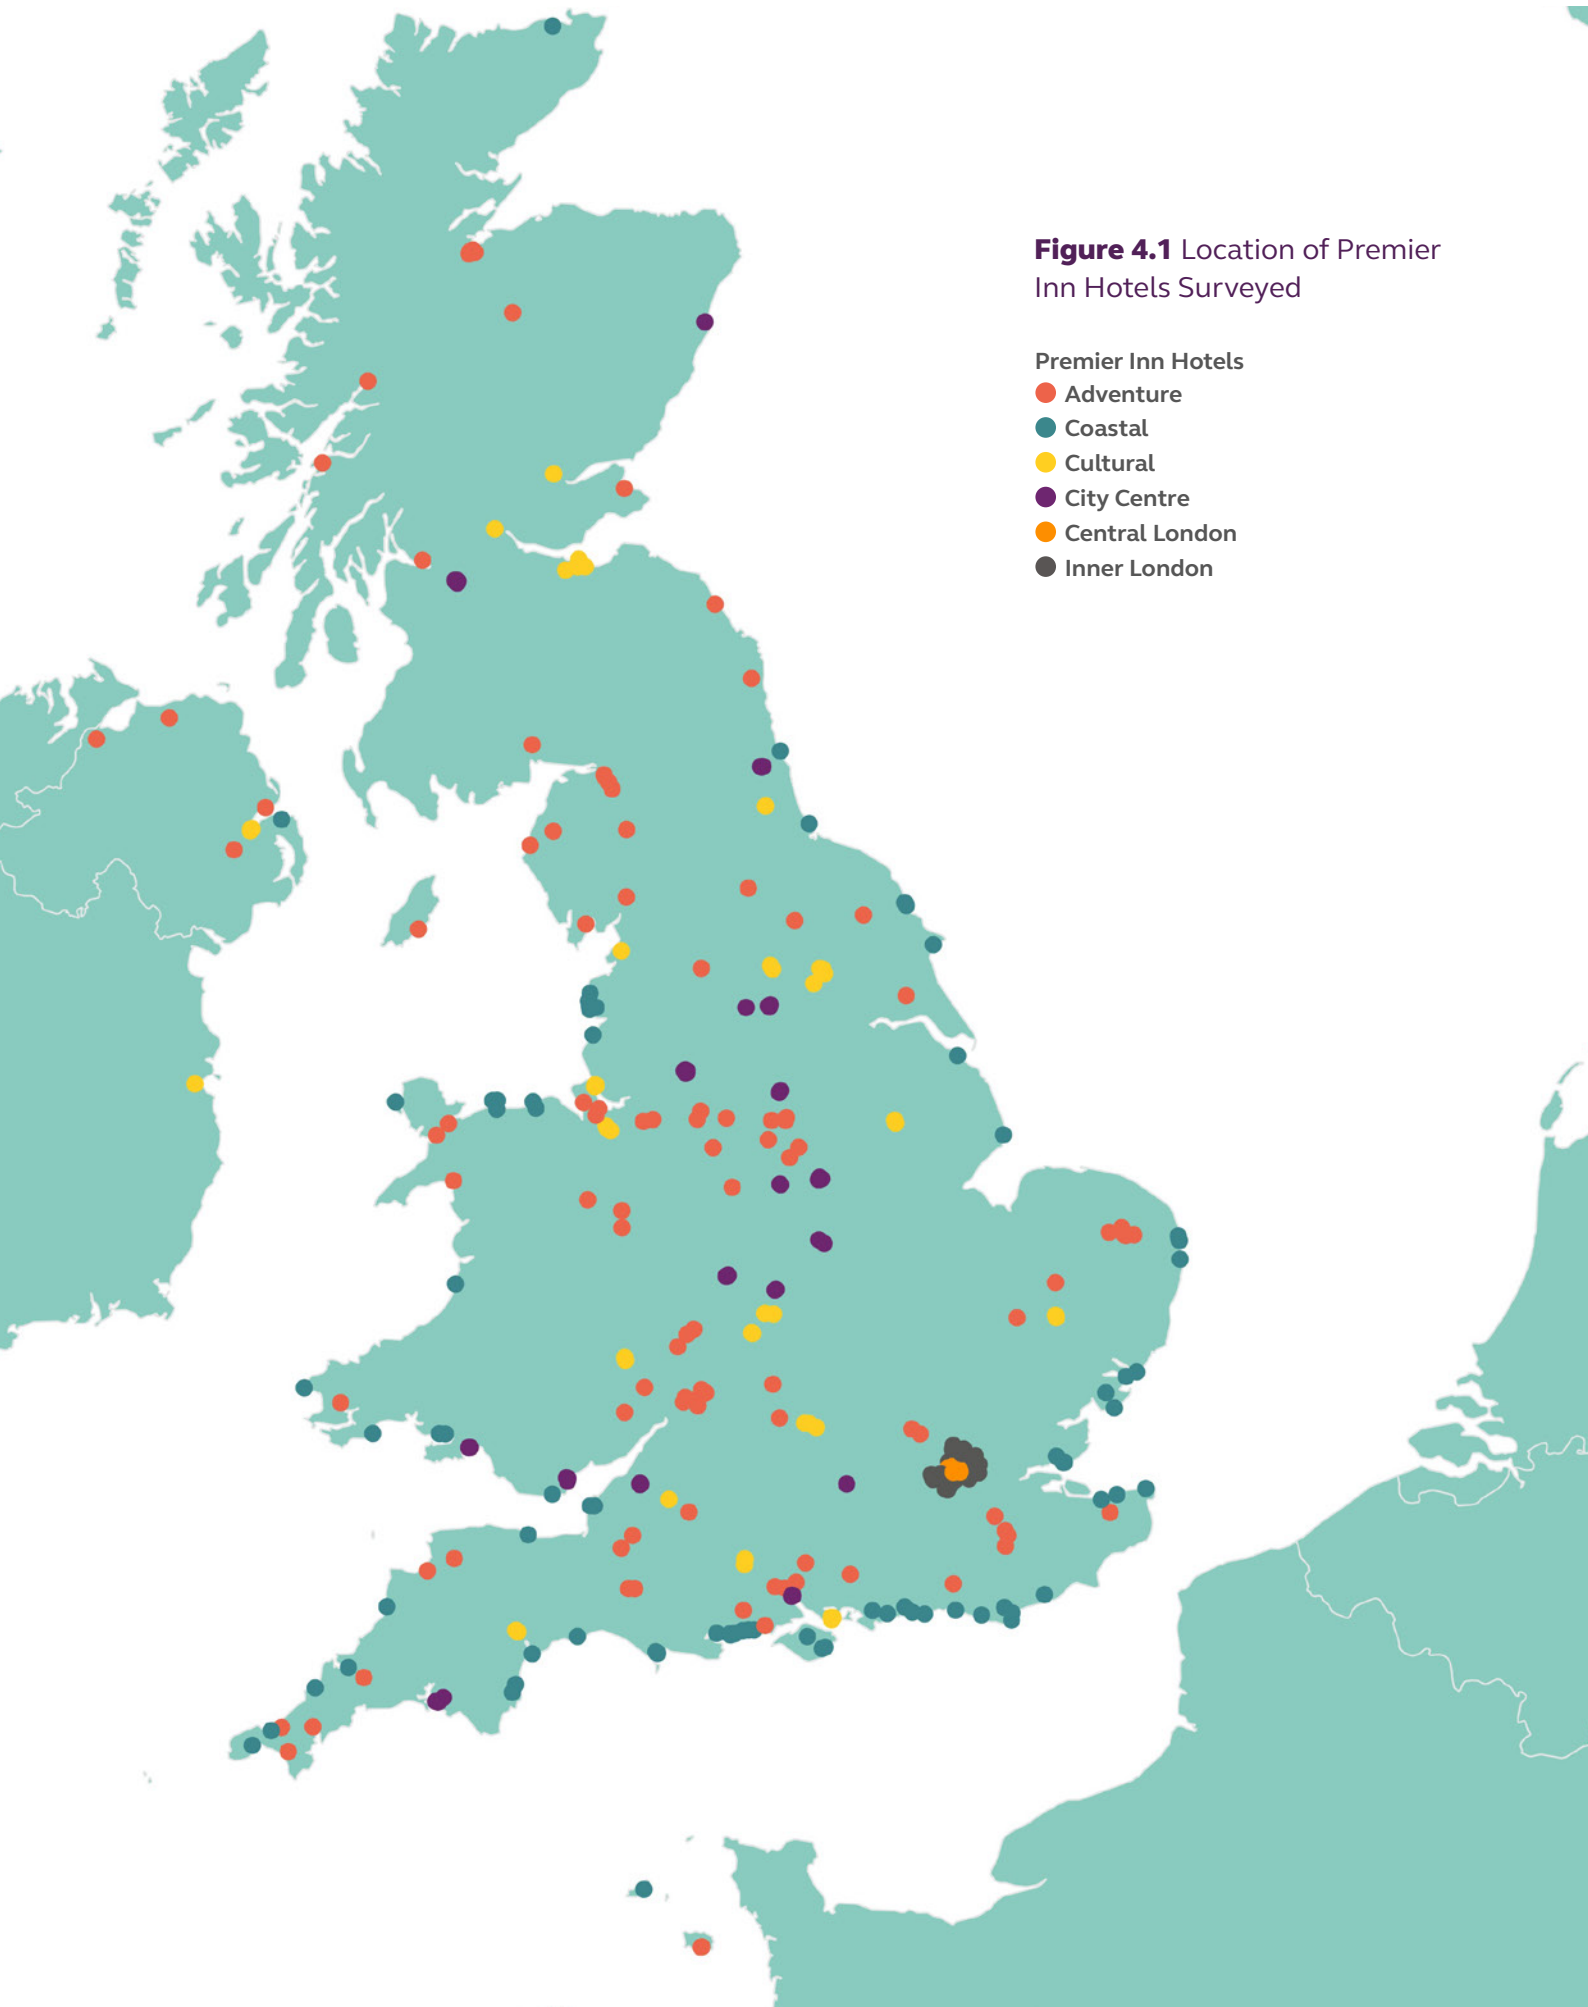 Figure 4.1 Location of Premier
Inn Hotels Surveyed
Premier Inn Hotels
Adventure
Coastal
Cultural
City Centre
Central London
Inner London